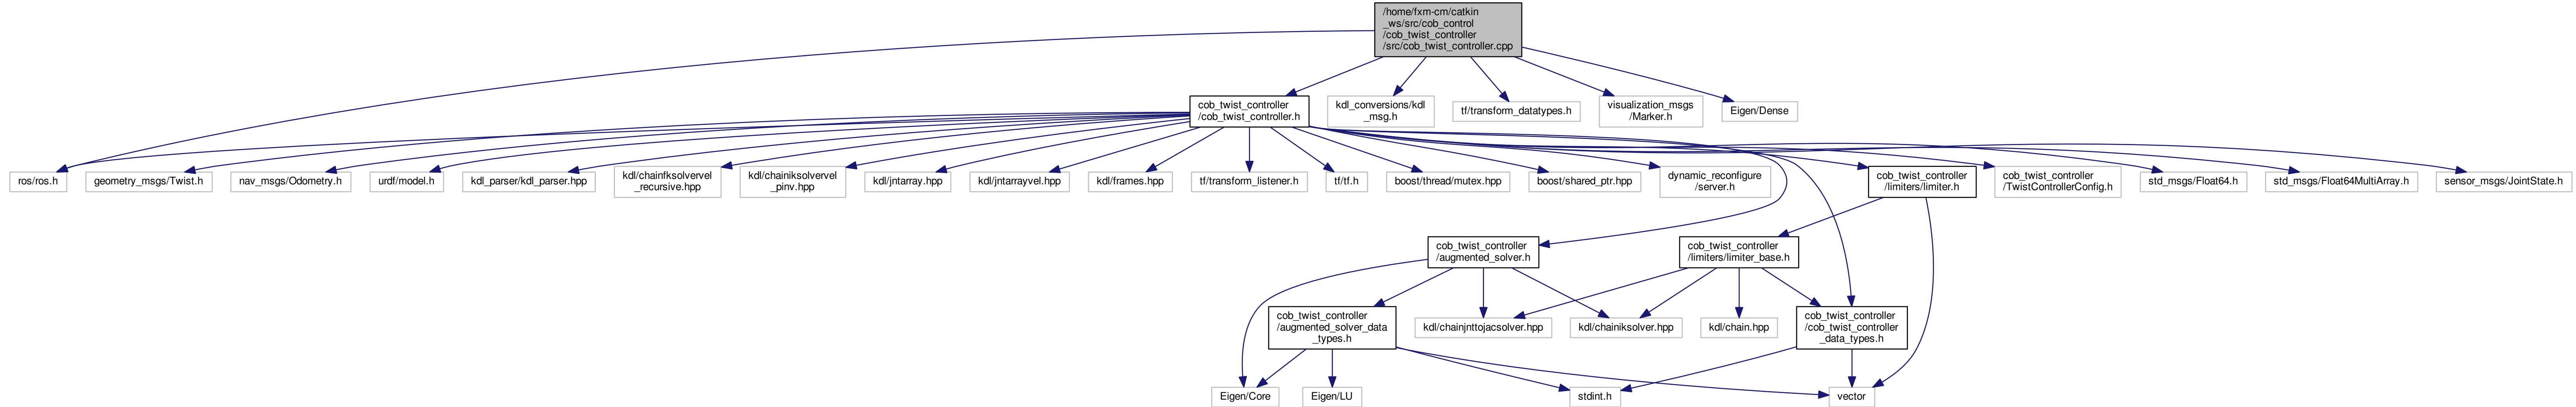 /home/fxm-cm/catkin
_ws/src/cob_control
/cob_twist_controller
/src/cob_twist_controller.cpp
cob_twist_controller
/cob_twist_controller.h
kdl_conversions/kdl
_msg.h
tf/transform_datatypes.h
visualization_msgs
/Marker.h
Eigen/Dense
ros/ros.h
geometry_msgs/Twist.h
nav_msgs/Odometry.h
urdf/model.h
kdl_parser/kdl_parser.hpp
kdl/chainfksolvervel
_recursive.hpp
kdl/chainiksolvervel
_pinv.hpp
kdl/jntarray.hpp
kdl/jntarrayvel.hpp
kdl/frames.hpp
tf/transform_listener.h
tf/tf.h
boost/thread/mutex.hpp
boost/shared_ptr.hpp
dynamic_reconfigure
/server.h
cob_twist_controller
/limiters/limiter.h
cob_twist_controller
/TwistControllerConfig.h
std_msgs/Float64.h
std_msgs/Float64MultiArray.h
sensor_msgs/JointState.h
cob_twist_controller
/augmented_solver.h
cob_twist_controller
/limiters/limiter_base.h
cob_twist_controller
/augmented_solver_data
_types.h
kdl/chainjnttojacsolver.hpp
kdl/chainiksolver.hpp
kdl/chain.hpp
cob_twist_controller
/cob_twist_controller
_data_types.h
Eigen/Core
Eigen/LU
stdint.h
vector